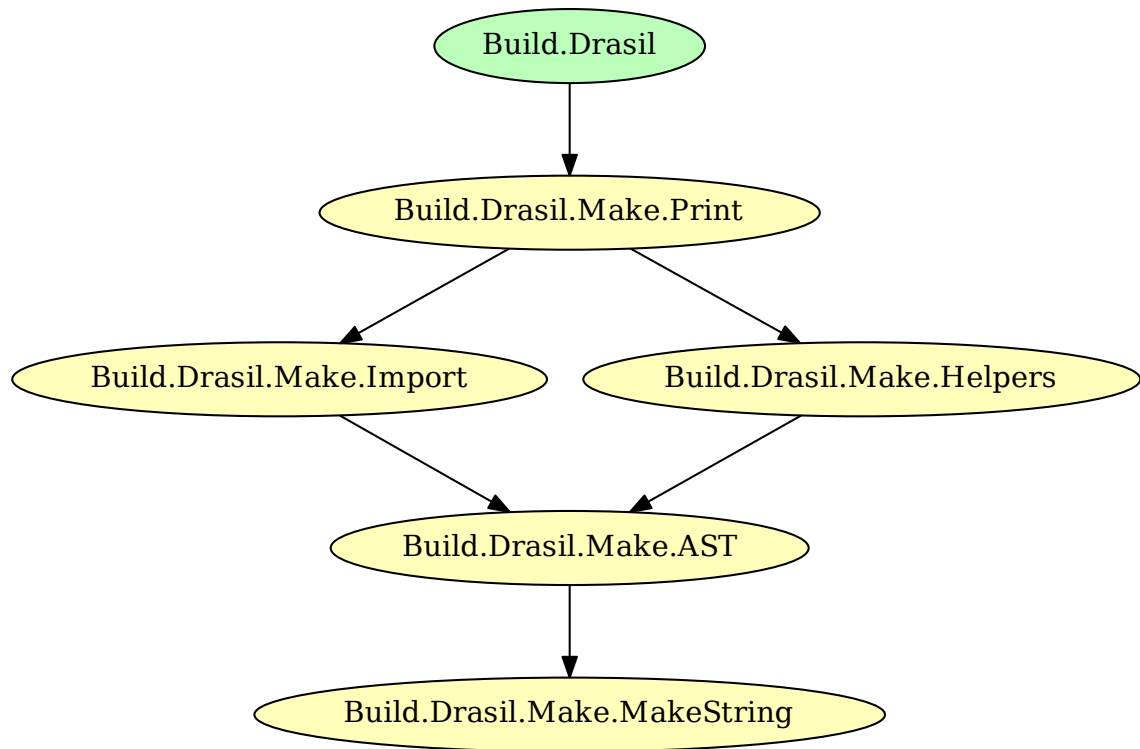 Build.Drasil
Build.Drasil.Make.Print
Build.Drasil.Make.Import
Build.Drasil.Make.Helpers
Build.Drasil.Make.AST
Build.Drasil.Make.MakeString